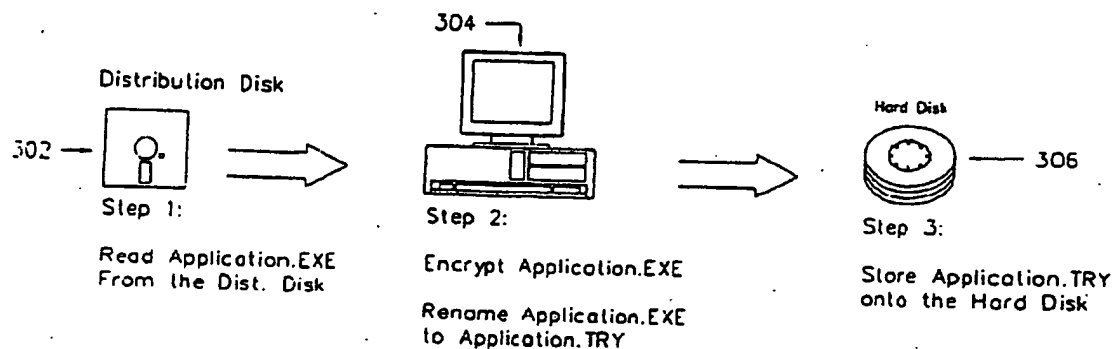 304
Distribution Disk
Hard Disk
302
306
Step 1:
Read Application.EXE
From the Dist. Disk
Step 2:
Encrypt Application.EXE
Rename Application.EXE
to Application.TRY
Step 3:
Store Application.TRY
onto the Hard Disk